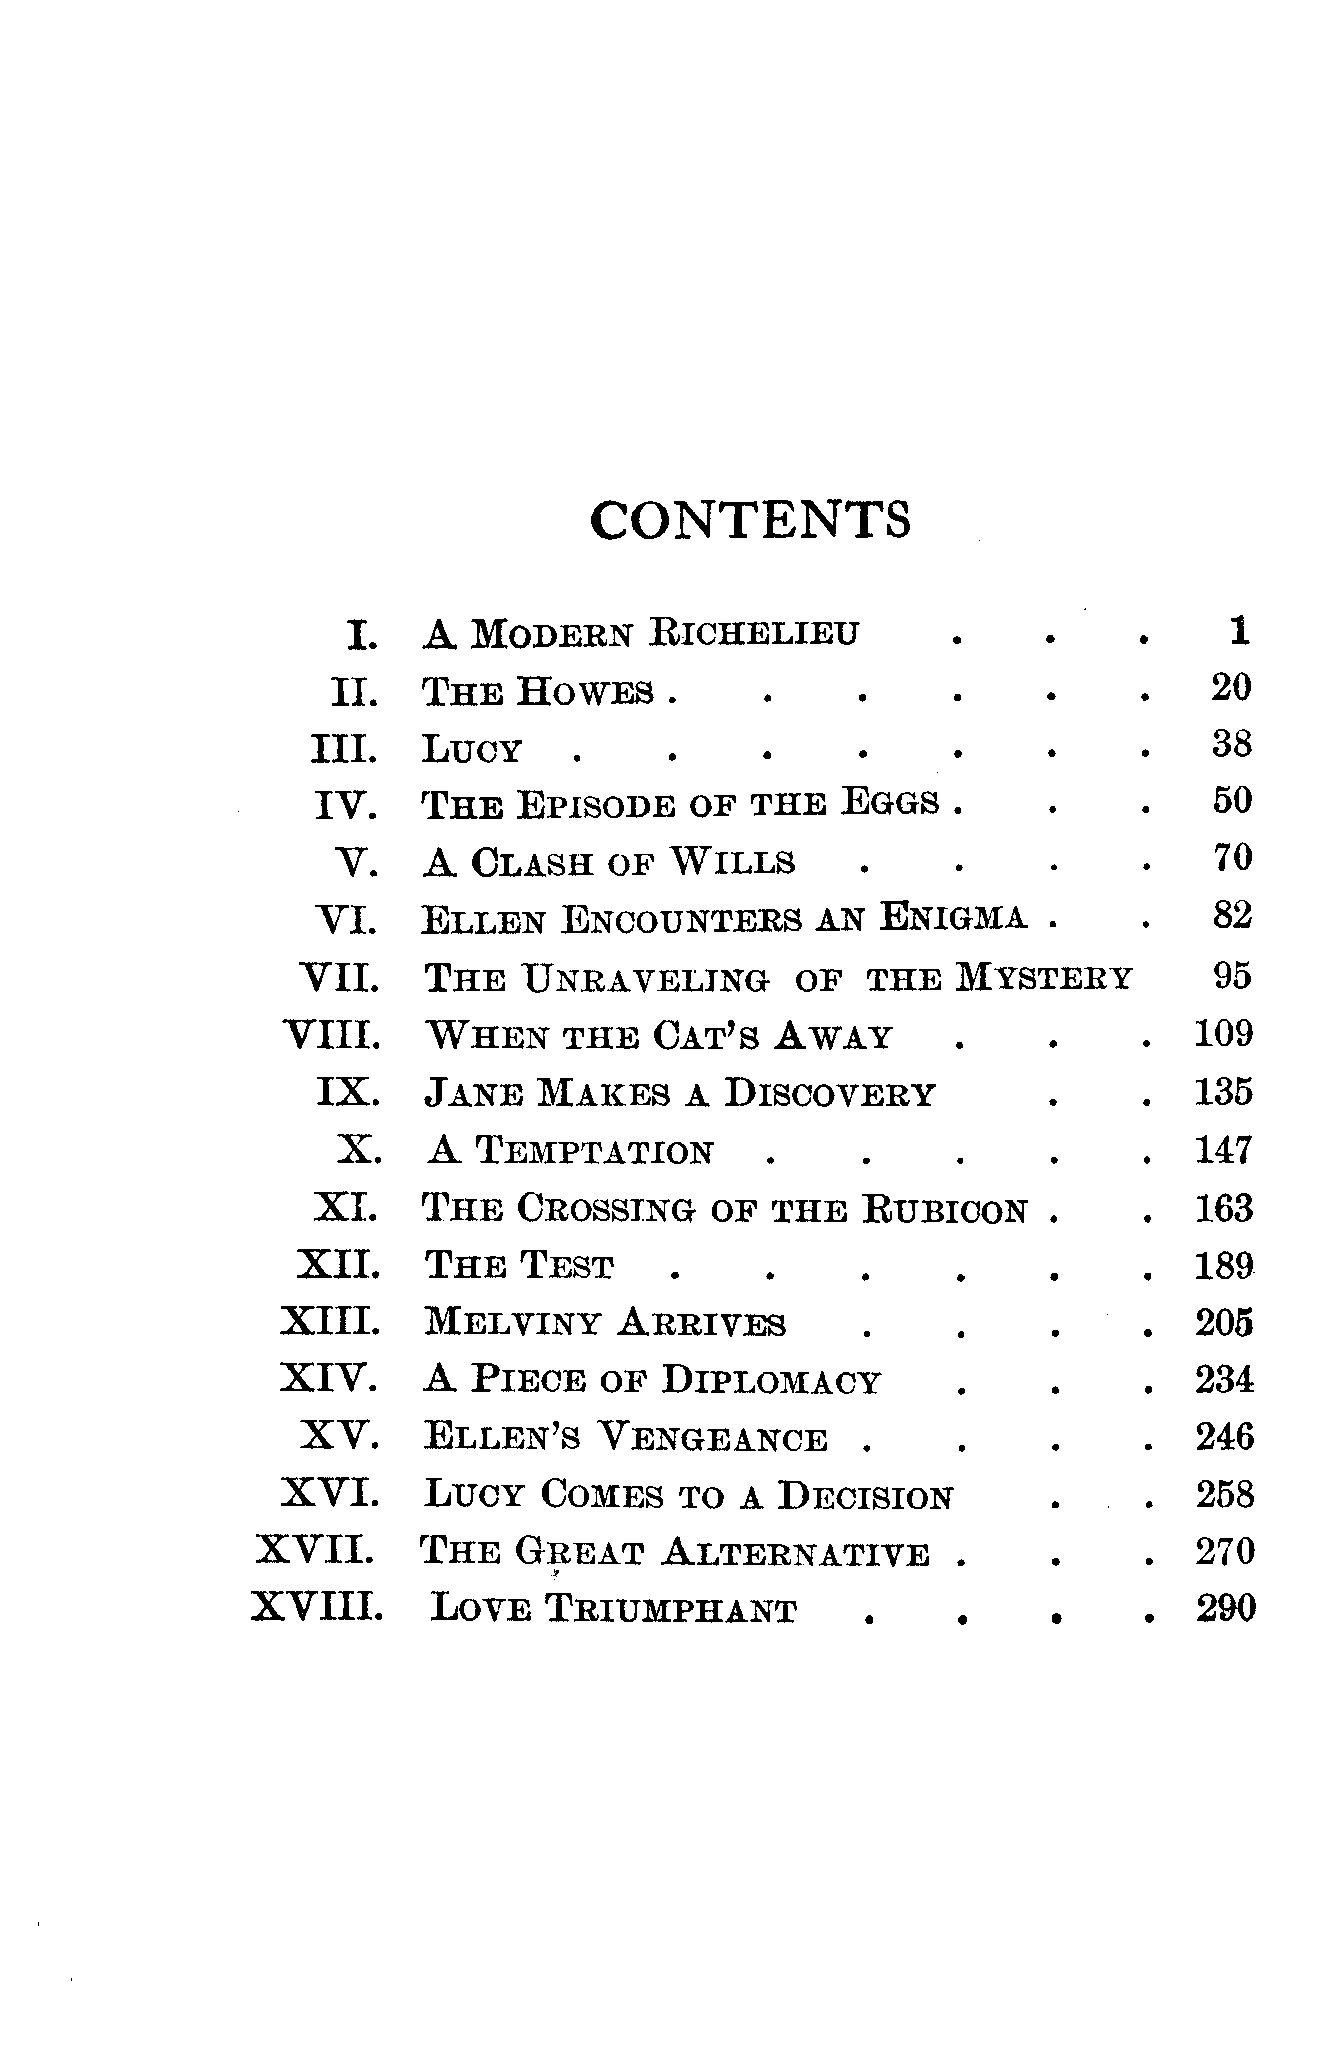 CONTENTS
I. A Modern Richelieu . . . 1
II. The Howes . . . . . . 20
III. Lucy . . . . . . . 38
IV. The Episode of the Eggs . . . 50
V. A Clash of Wills . . . . 70
VI. Ellen Encounters an Enigma . . 82
VII. The Unraveling of the Mystery 95
VIII. When the Cat's Away . . . 109
IX. Jane Makes a Discovery . . 135
X. A Temptation . . . . . 147
XI. The Crossing of the Rubicon . . 163
XII. The Test . . . . . . 189
XIII. Melviny Arrives . . . . 205
XIV. A Piece of Diplomacy . . . 234
XV. Ellen's Vengeance . . . . 246
XVI. Lucy Comes to a Decision . . 258
XVII. The Great Alternative . . . 270
XVIII. Love Triumphant . . . . 290